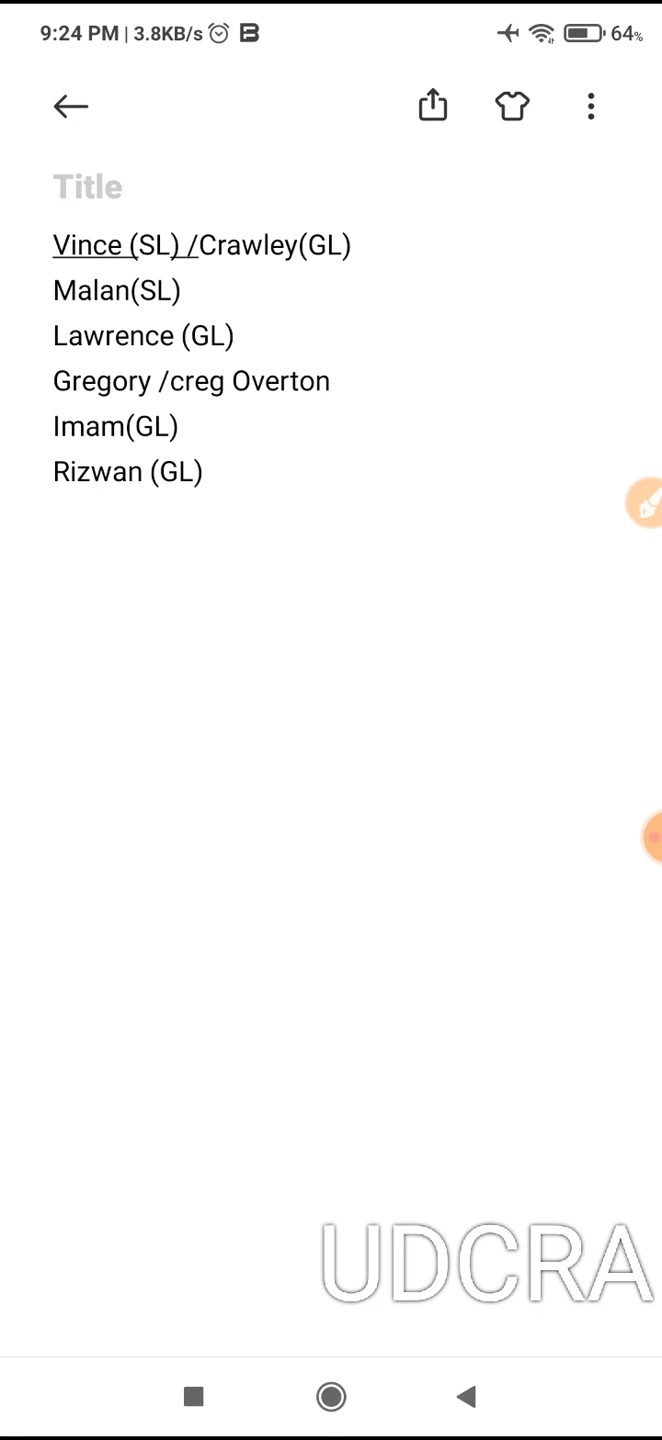 9:24 PM | 3.8KB/s 64%
Title
Vince (SL) /Crawley(GL)
Malan(SL)
Lawrence (GL)
Gregory /creg Overton
Imam(GL)
Rizwan (GL)
UDCRA